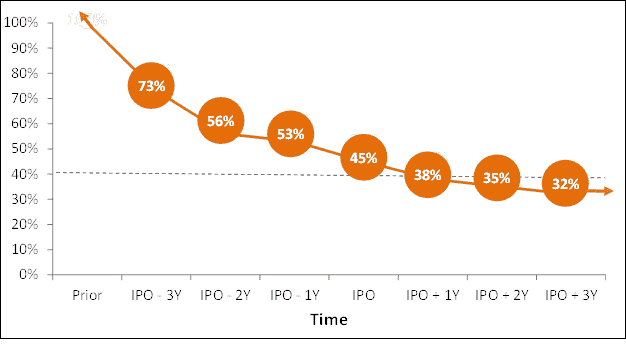 100%
100%
90%
80%
70%
60%
50%
40%
30%
20%
10%
0%
73%
56%
53%
45%
38%
35%
32%
Prior
IPO - 3Y
IPO - 2Y
IPO - 1Y
IPO
IPO + 1Y
IPO + 2Y
IPO + 3Y
Time